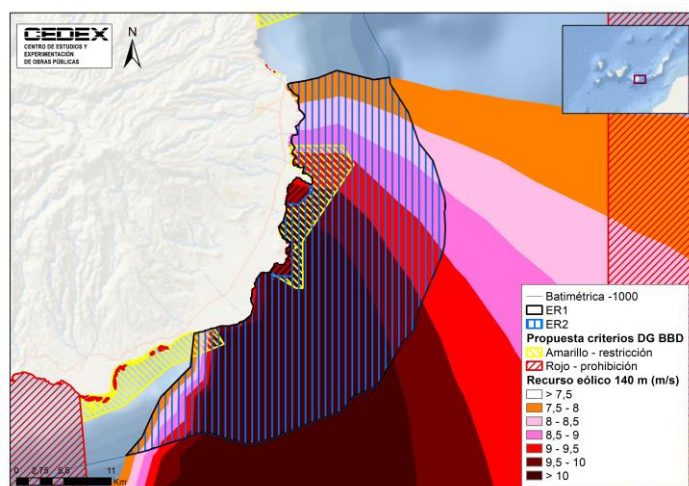 CEDEX
CENTRO DE ESTUDIOS Y
EXPERIMENTACIÓN
DE OBRAS PÚBLICAS
N
Batimétrica -1000
ER1
ER2
Propuesta criterios DG BBD
Amarillo - restricción
Rojo - prohibición
Recurso eólico 140 m (m/s)
> 7,5
7,5 - 8
8 - 8,5
8,5 - 9
9 - 9,5
9,5 - 10
> 10
0 2,75 5,5 11
Km